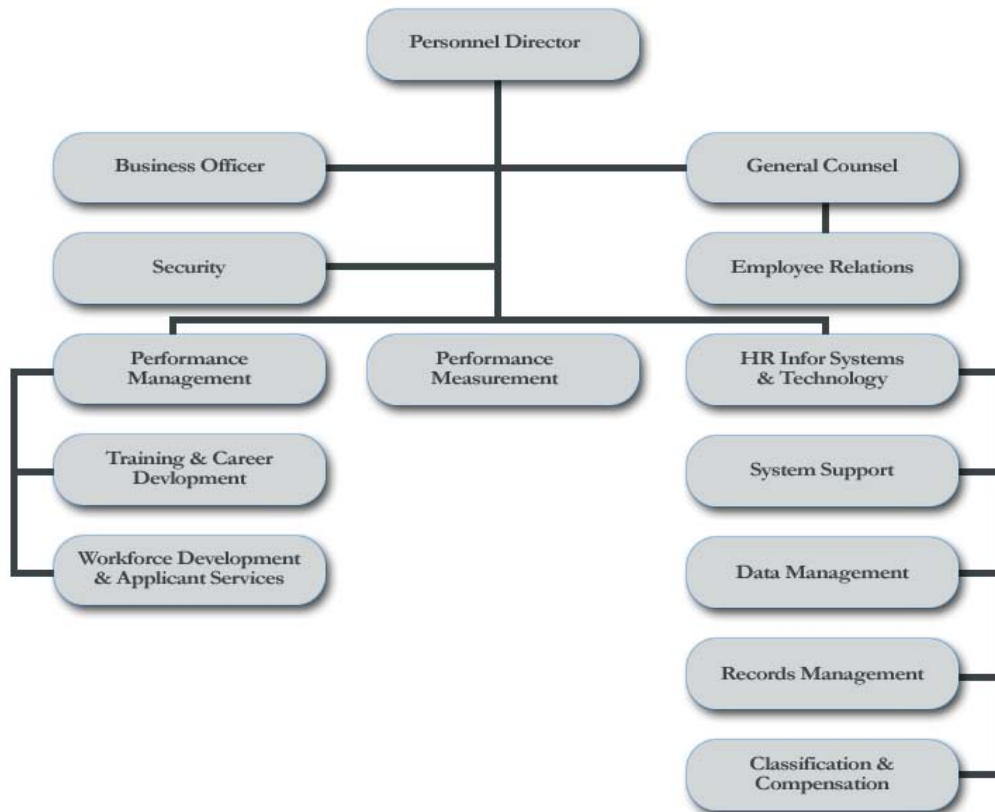 Personnel Director
Business Officer
General Counsel
Security
Employee Relations
Performance
Management
Performance
Measurement
HR Infor Systems
& Technology
Training & Career
Devlopment
System Support
Workforce Development
& Applicant Services
Data Management
Records Management
Classification &
Compensation